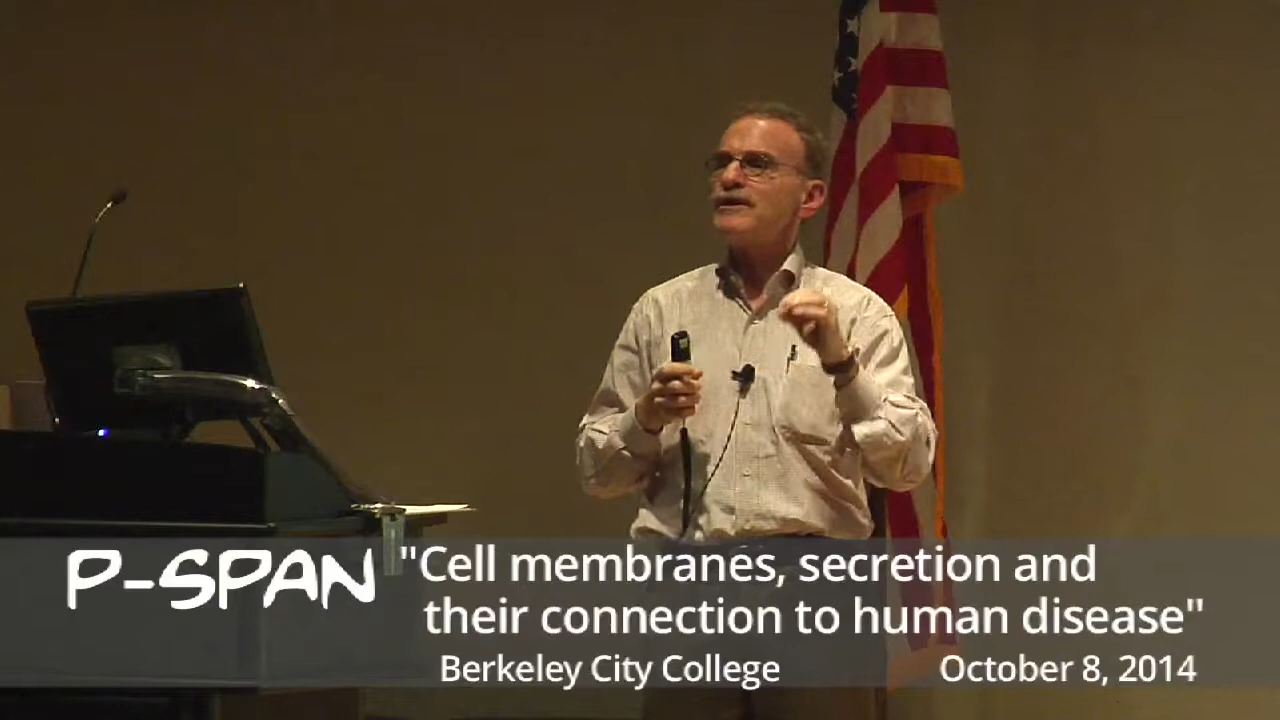 P-SPAN
"Cell membranes, secretion and
their connection to human disease"
Berkeley City College
October 8, 2014